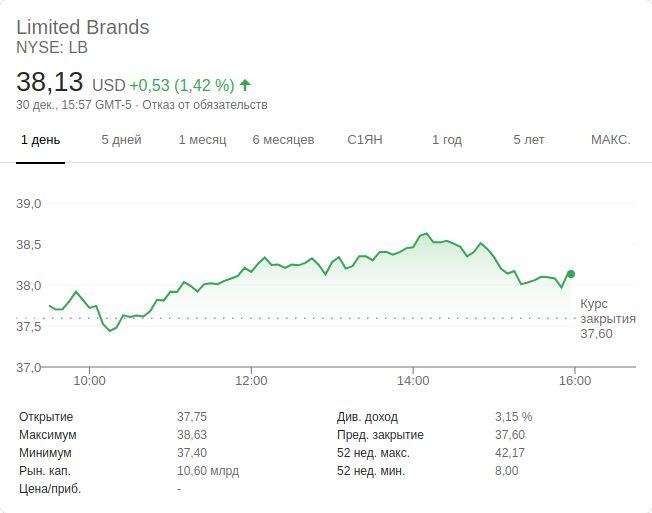 Limited Brands
NYSE: LB
38,13 USD +0,53 (1,42 %)
30 дек., 15:57 GMT-5 · Отказ от обязательств
1 день 5 дней 1 месяц 6 месяцев С1ЯН 1 год 5 лет МАКС.
39,0
38,5
38,0
Курс
закрытия
37,5
37,60
37,0
10:00 12:00 14:00 16:00
Открытие 37,75 Див. доход 3,15 %
Максимум 38,63 Пред. закрытие 37,60
Минимум 37,40 52 нед. макс. 42,17
Рын. кап. 10,60 млрд 52 нед. мин. 8,00
Цена/приб. -